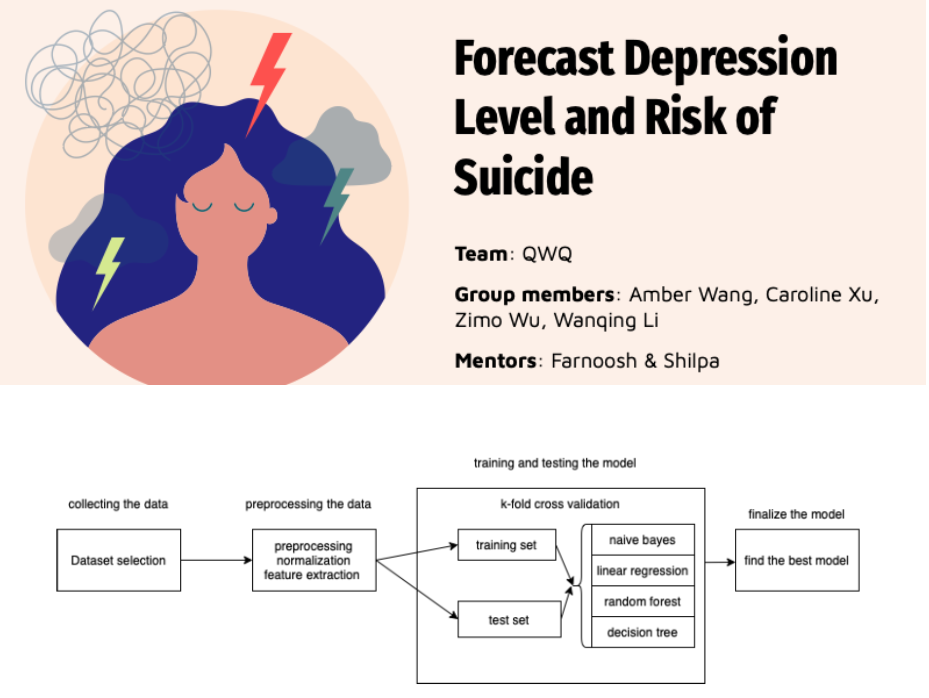 Forecast Depression
Level and Risk of
Suicide
Team: QWQ
Group members: Amber Wang, Caroline Xu,
Zimo Wu, Wanqing Li
Mentors: Farnoosh & Shilpa
training and testing the model
collecting the data
preprocessing the data
k-fold cross validation
finalize the model
Dataset selection
preprocessing
normalization
feature extraction
training set
test set
naive bayes
linear regression
random forest
decision tree
find the best model